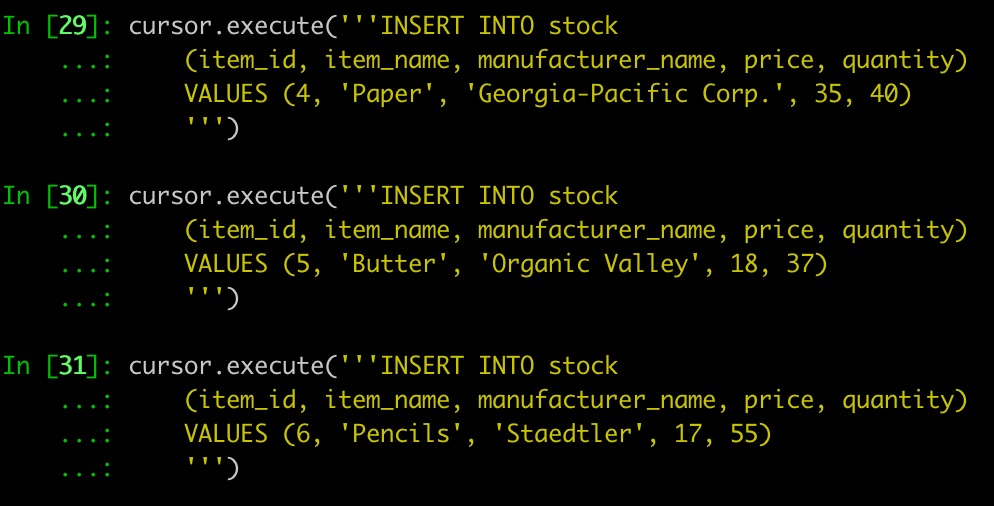 In [29]: cursor.execute('''INSERT INTO stock
...: (item_id, item_name, manufacturer_name, price, quantity)
...: VALUES (4, 'Paper', 'Georgia-Pacific Corp.', 35, 40)
...: ''')
In [30]: cursor.execute('''INSERT INTO stock
...: (item_id, item_name, manufacturer_name, price, quantity)
...: VALUES (5, 'Butter', 'Organic Valley', 18, 37)
...: ''')
In [31]: cursor.execute('''INSERT INTO stock
...: (item_id, item_name, manufacturer_name, price, quantity)
...: VALUES (6, 'Pencils', 'Staedtler', 17, 55)
...: ''')